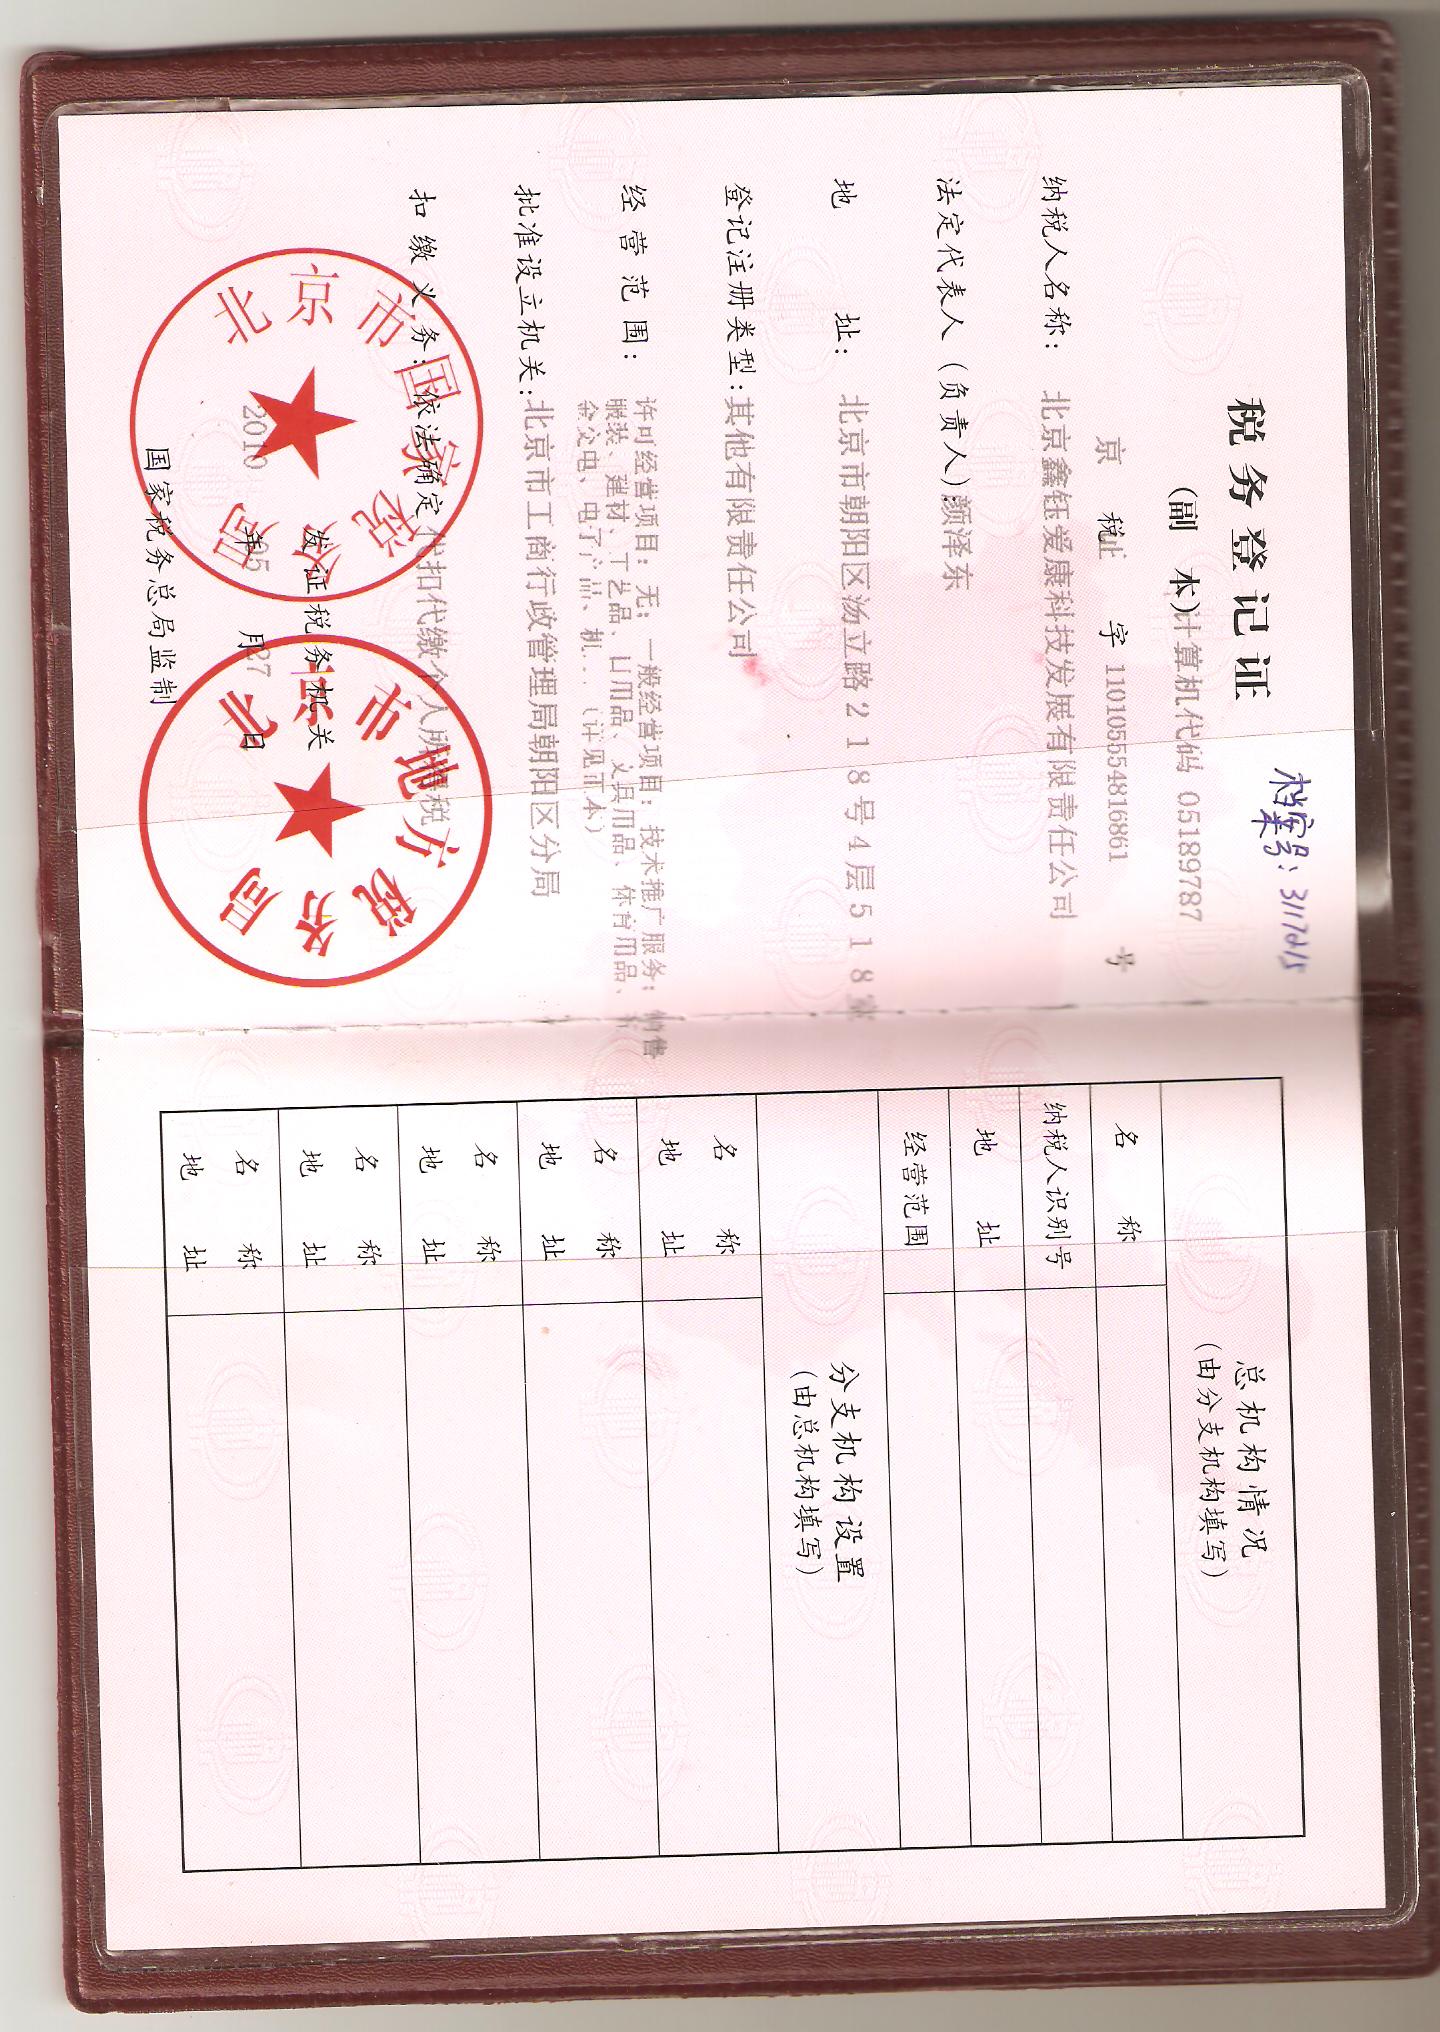 税务登记证
档案号：3117215
（副 本）计算机代码 05189787
京 税证 字 110105554816861 号
纳税人名称：北京鑫钰爱康科技发展有限责任公司
法定代表人（负责人）：颜泽东
地 址：北京市朝阳区汤立路218号4层518室
登记注册类型：其他有限责任公司
经营范围：许可经营项目：无；一般经营项目：技术推广服务；销售
服装、建材、工艺品、日用品、文具用品、体育用品、
金交电、电子产品、机..（详见正本）
批准设立机关：北京市工商行政管理局朝阳区分局
扣缴义务：依法确定 代扣代缴个人所得税
发证税务机关
2010 年 05 月 27 日
国家税务总局监制
北京市国家税务局
北京市地方税务局
总机构情况
（由分支机构填写）
名 称
纳税人识别号
地 址
经营范围
分支机构设置
（由总机构填写）
名 称
地 址
名 称
地 址
名 称
地 址
名 称
地 址
名 称
地 址